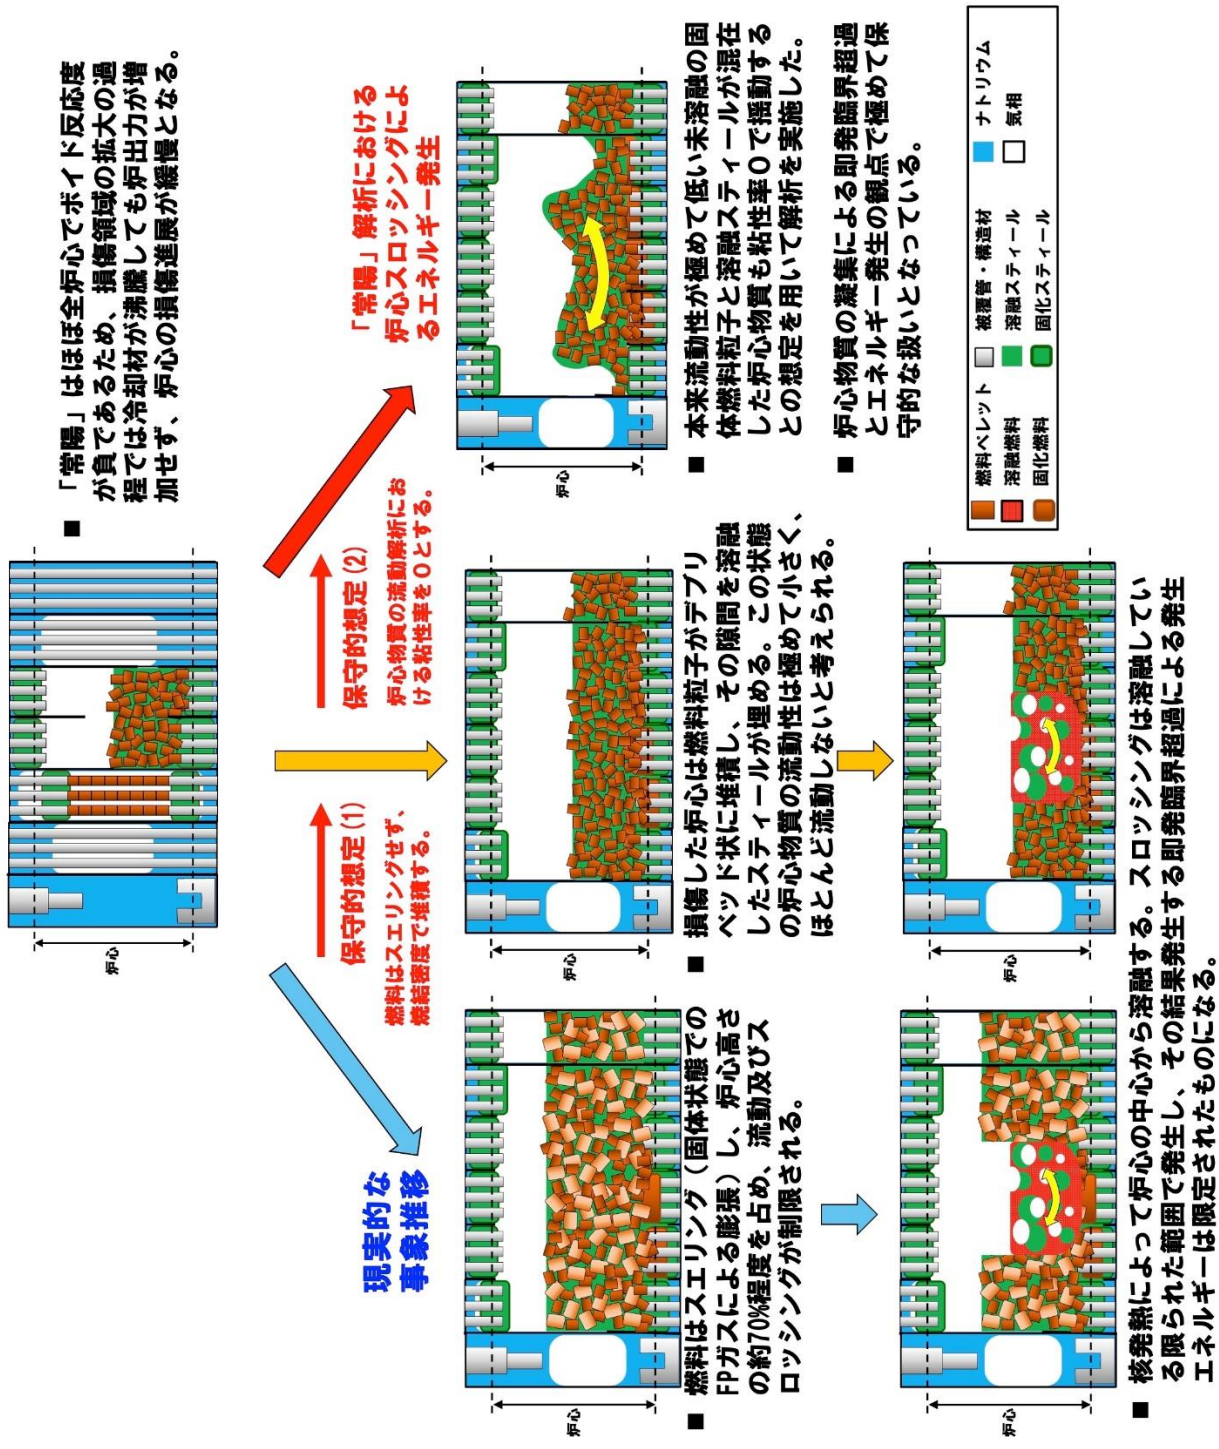 ■ 「常陽」はほぼ全炉心でボイド反応度
が負であるため、損傷領域の拡大の過
程では冷却材が沸騰しても炉出力が増
加せず、炉心の損傷進展が緩慢となる。
炉心
現実的な
事象推移
保守的想定(1)
燃料はスエリングせず、
焼結密度で堆積する。
保守的想定(2)
炉心物質の流動解析にお
ける粘性率を0とする。
「常陽」解析における
炉心スロッシングによ
るエネルギー発生
炉心
■ 燃料はスエリング(固体状態での
FPガスによる膨張)し、炉心高さ
の約70%程度を占め、流動及びス
ロッシングが制限される。
炉心
■ 損傷した炉心は燃料粒子がデブリ
ベッド状に堆積し、その隙間を溶融
したスティールが埋める。この状態
の炉心物質の流動性は極めて小さく、
ほとんど流動しないと考えられる。
炉心
■ 本来流動性が極めて低い未溶融の固
体燃料粒子と溶融スティールが混在
した炉心物質も粘性率0で揺動する
との想定を用いて解析を実施した。
■ 炉心物質の凝集による即発臨界超過
とエネルギー発生の観点で極めて保
守的な扱いとなっている。
炉心
炉心
■ 核発熱によって炉心の中心から溶融する。スロッシングは溶融してい
る限られた範囲で発生し、その結果発生する即発臨界超過による発生
エネルギーは限定されたものになる。
燃料ペレット 被覆管・構造材 ナトリウム
溶融燃料 溶融スティール 気相
固化燃料 固化スティール